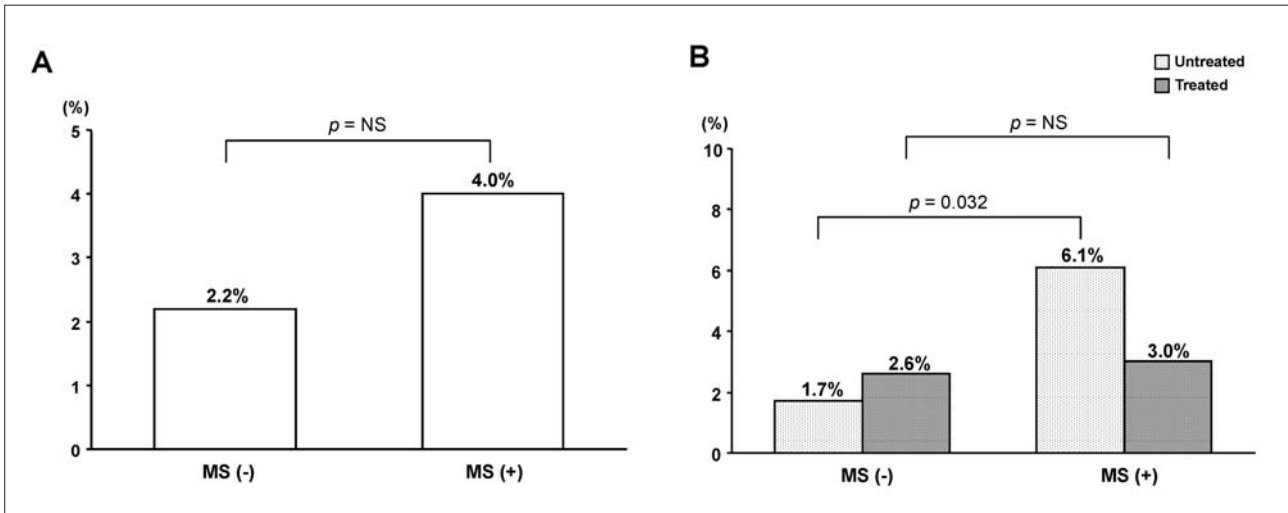 A
(%)
5
4
3
2
1
0
p = NS
2.2%
4.0%
MS (-)
MS (+)
B
Untreated
Treated
(%)
10
8
6
4
2
0
p = NS
p = 0.032
1.7%
2.6%
6.1%
3.0%
MS (-)
MS (+)